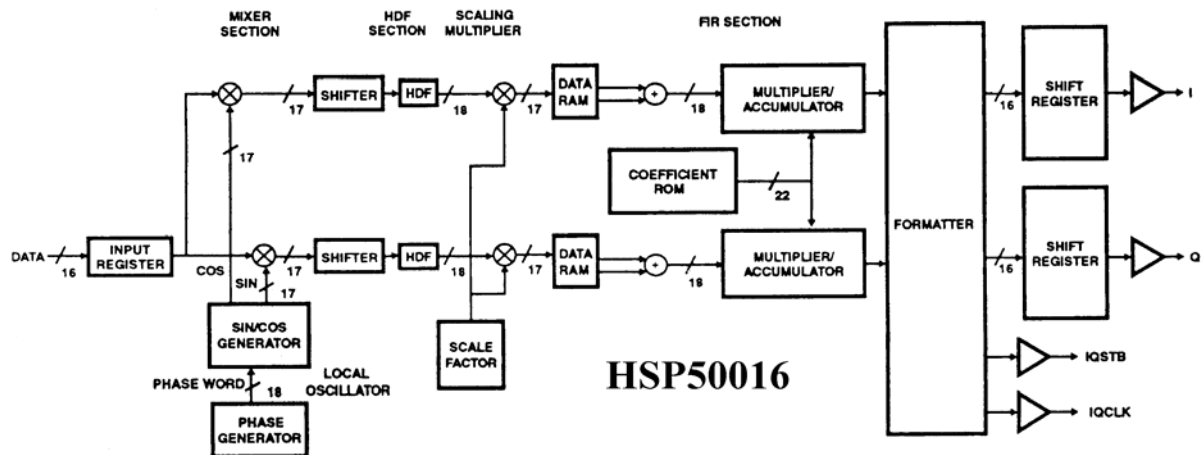 MIXER
SECTION
HDF
SECTION
SCALING
MULTIPLIER
FIR SECTION
17
SHIFTER
HDF
18
17
DATA
RAM
+
18
MULTIPLIER/
ACCUMULATOR
16
SHIFT
REGISTER
I
17
COEFFICIENT
ROM
22
FORMATTER
DATA
16
INPUT
REGISTER
COS
SIN
17
17
SHIFTER
HDF
18
17
DATA
RAM
+
18
MULTIPLIER/
ACCUMULATOR
16
SHIFT
REGISTER
Q
SIN/COS
GENERATOR
SCALE
FACTOR
HSP50016
IQSTB
PHASE WORD
18
LOCAL
OSCILLATOR
IQCLK
PHASE
GENERATOR